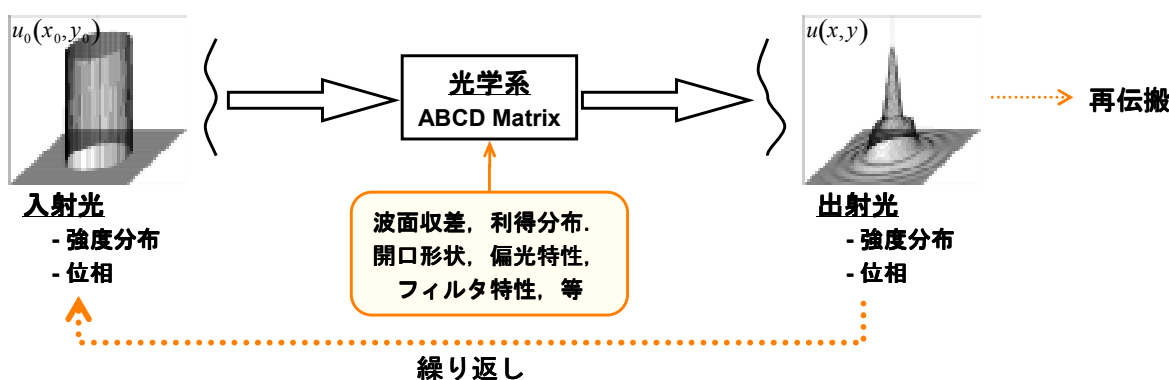 u₀(x₀,y₀)
入射光
- 強度分布
- 位相
光学系
ABCD Matrix
波面収差, 利得分布.
開口形状, 偏光特性,
フィルタ特性, 等
u(x,y)
出射光
- 強度分布
- 位相
再伝搬
繰り返し